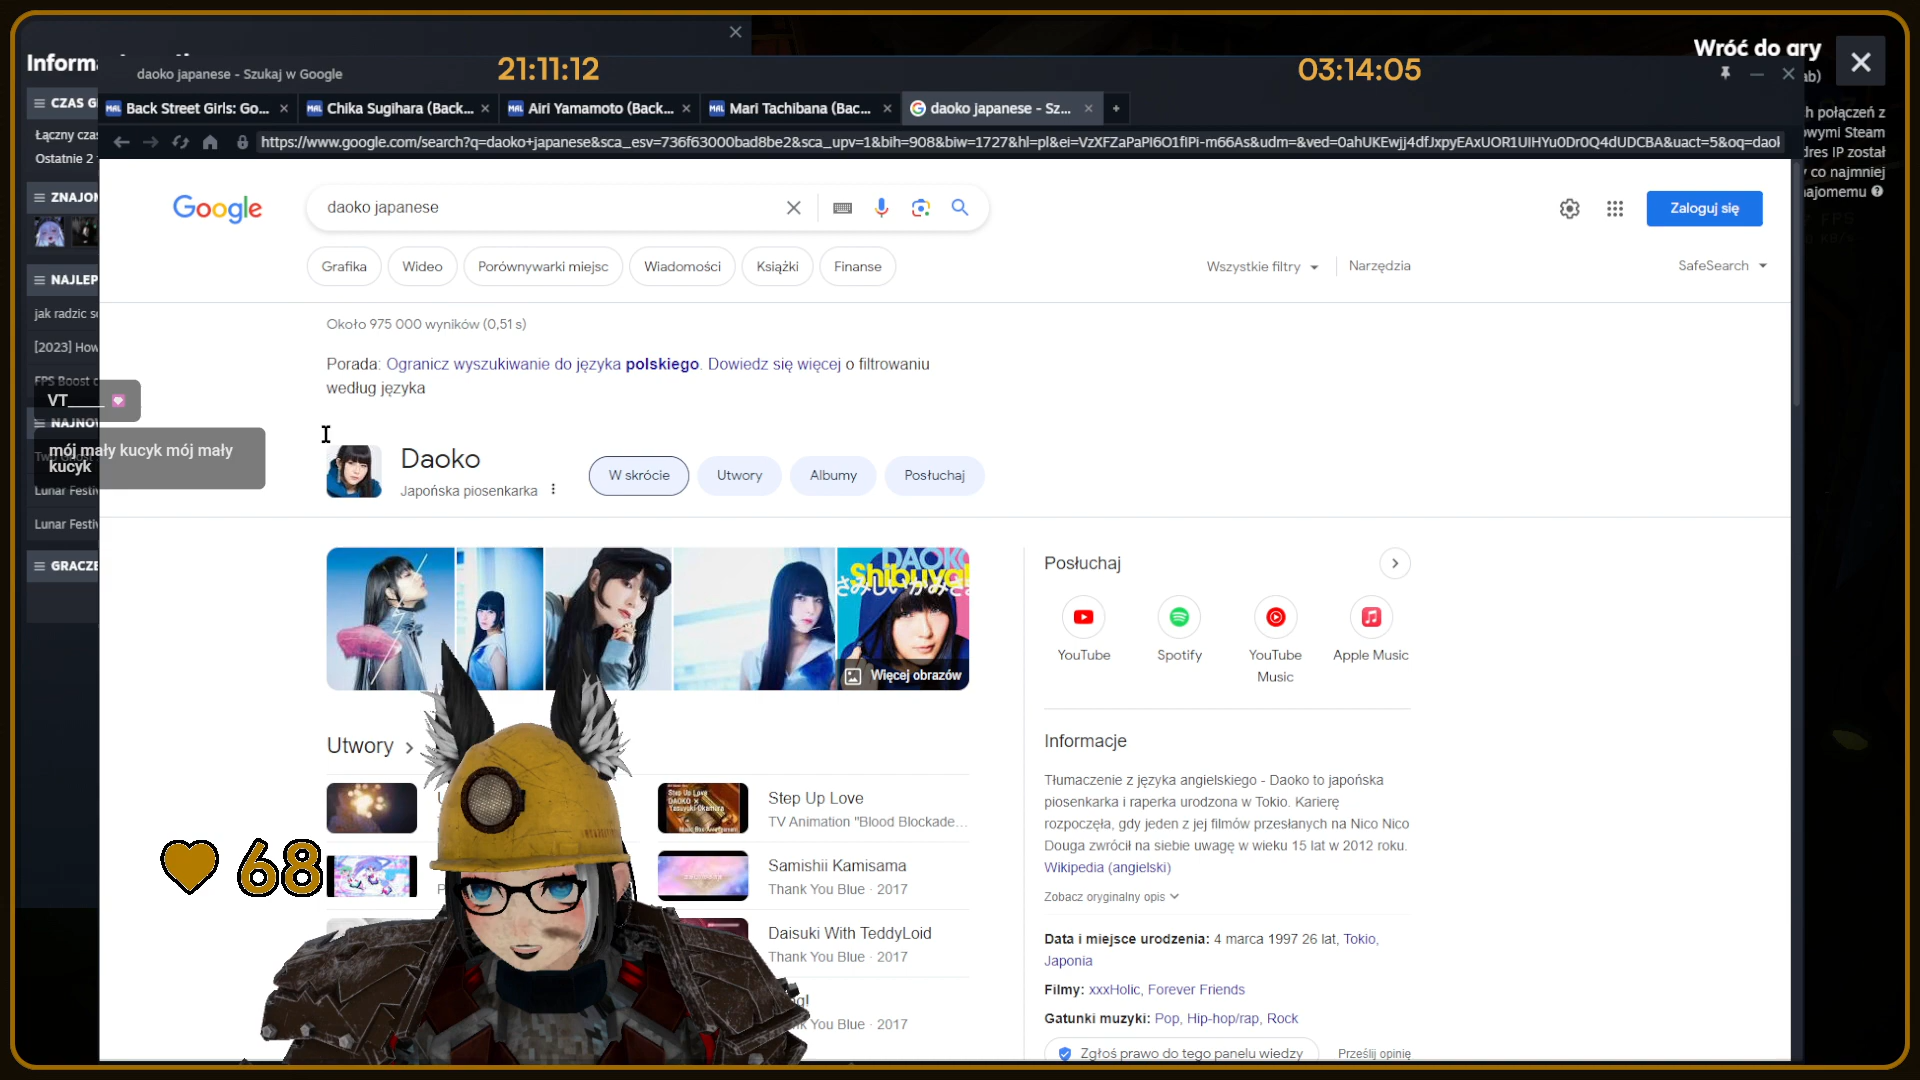 Wróć do gry
21:11:12
03:14:05
daoko japanese - Szukaj w Google
Back Street Girls: Go...
Chika Sugihara (Back...
Airi Yamamoto (Back...
Mari Tachibana (Bac...
daoko japanese - Sz...
https://www.google.com/search?q=daoko+japanese&sca_esv=736f63000bad8be2&sca_upv=1&bih=908&biw=1727&hl=pl&ei=VzXFZaPaPI6O1fIPi-m66As&udm=&ved=0ahUKEwjj4dfJxpyEAxUOR1UIHYu0Dr0Q4dUDCBA&uact=5&oq=daol
Łączny czas
Ostatnie 2
jak radzic
[2023] How
FPS Boost
Lunar Festi
Lunar Festi
VT_____
mój mały kucyk mój mały
kucyk
h połączeń z
owymi Steam
dres IP został
y co najmniej
ajomemu
Google
daoko japanese
Zaloguj się
Grafika
Wideo
Porównywarki miejsc
Wiadomości
Książki
Finanse
Wszystkie filtry
Narzędzia
SafeSearch
Około 975 000 wyników (0,51 s)
Porada: Ogranicz wyszukiwanie do języka polskiego. Dowiedz się więcej o filtrowaniu
według języka
Daoko
Japońska piosenkarka
W skrócie
Utwory
Albumy
Posłuchaj
DAOKO
Shibuya
さみしいかみさ
Więcej obrazów
Utwory
Step Up Love
TV Animation "Blood Blockade...
Samishii Kamisama
Thank You Blue · 2017
Daisuki With TeddyLoid
Thank You Blue · 2017
You Blue · 2017
68
Posłuchaj
YouTube
Spotify
YouTube
Music
Apple Music
Informacje
Tłumaczenie z języka angielskiego - Daoko to japońska
piosenkarka i raperka urodzona w Tokio. Karierę
rozpoczęła, gdy jeden z jej filmów przesłanych na Nico Nico
Douga zwrócił na siebie uwagę w wieku 15 lat w 2012 roku.
Wikipedia (angielski)
Zobacz oryginalny opis
Data i miejsce urodzenia: 4 marca 1997 26 lat, Tokio,
Japonia
Filmy: xxxHolic, Forever Friends
Gatunki muzyki: Pop, Hip-hop/rap, Rock
Zgłoś prawo do tego panelu wiedzy
Prześlij opinię